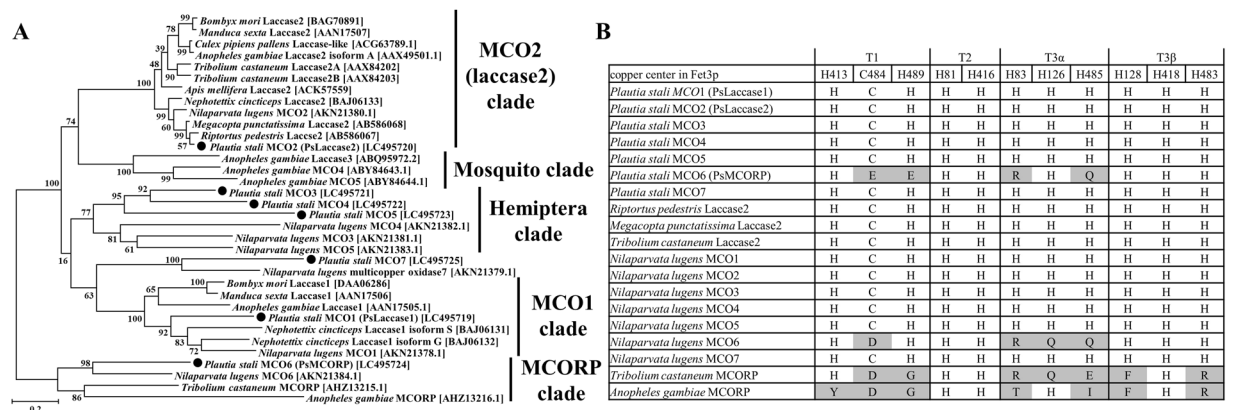 A
Bombyx mori Laccase2 [BAG70891]
Manduca sexta Laccase2 [AAN17507]
Culex pipiens pallens Laccase-like [ACG63789.1]
Anopheles gambiae Laccase2 isoform A [AAX49501.1]
Tribolium castaneum Laccase2A [AAX84202]
Tribolium castaneum Laccase2B [AAX84203]
Apis mellifera Laccase2 [ACK57559]
Nephotettix cincticeps Laccase2 [BAJ06133]
Nilaparvata lugens MCO2 [AKN21380.1]
Megacopta punctatissima Laccase2 [AB586068]
Riptortus pedestris Laccse2 [AB586067]
Plautia stali MCO2 (PsLaccase2) [LC495720]
Anopheles gambiae Laccase3 [ABQ95972.2]
Anopheles gambiae MCO4 [ABY84643.1]
Anopheles gambiae MCO5 [ABY84644.1]
Plautia stali MCO3 [LC495721]
Plautia stali MCO4 [LC495722]
Plautia stali MCO5 [LC495723]
Nilaparvata lugens MCO4 [AKN21382.1]
Nilaparvata lugens MCO3 [AKN21381.1]
Nilaparvata lugens MCO5 [AKN21383.1]
Plautia stali MCO7 [LC495725]
Nilaparvata lugens multicopper oxidase7 [AKN21379.1]
Bombyx mori Laccase1 [DAA06286]
Manduca sexta Laccase1 [AAN17506]
Anopheles gambiae Laccase1 [AAN17505.1]
Plautia stali MCO1 (PsLaccase1) [LC495719]
Nephotettix cincticeps Laccase1 isoform S [BAJ06131]
Nephotettix cincticeps Laccase1 isoform G [BAJ06132]
Nilaparvata lugens MCO1 [AKN21378.1]
Plautia stali MCO6 (PsMCORP) [LC495724]
Nilaparvata lugens MCO6 [AKN21384.1]
Tribolium castaneum MCORP [AHZ13215.1]
Anopheles gambiae MCORP [AHZ13216.1]
99
78
39
99
48
90
100
99
60
99
57
74
100
99
100
92
95
77
81
61
16
100
63
100
65
100
92
83
72
98
86
0.2
MCO2
(laccase2)
clade
Mosquito clade
Hemiptera
clade
MCO1
clade
MCORP
clade
B
T1 T2 T3α T3β
copper center in Fet3p H413 C484 H489 H81 H416 H83 H126 H485 H128 H418 H483
Plautia stali MCO1 (PsLaccase1) H C H H H H H H H H H
Plautia stali MCO2 (PsLaccase2) H C H H H H H H H H H
Plautia stali MCO3 H C H H H H H H H H H
Plautia stali MCO4 H C H H H H H H H H H
Plautia stali MCO5 H C H H H H H H H H H
Plautia stali MCO6 (PsMCORP) H E E H H R H Q H H H
Plautia stali MCO7 H C H H H H H H H H H
Riptortus pedestris Laccase2 H C H H H H H H H H H
Megacopta punctatissima Laccase2 H C H H H H H H H H H
Tribolium castaneum Laccase2 H C H H H H H H H H H
Nilaparvata lugens MCO1 H C H H H H H H H H H
Nilaparvata lugens MCO2 H C H H H H H H H H H
Nilaparvata lugens MCO3 H C H H H H H H H H H
Nilaparvata lugens MCO4 H C H H H H H H H H H
Nilaparvata lugens MCO5 H C H H H H H H H H H
Nilaparvata lugens MCO6 H D H H H R Q Q H H H
Nilaparvata lugens MCO7 H C H H H H H H H H H
Tribolium castaneum MCORP H D G H H R Q E F H R
Anopheles gambiae MCORP Y D G H H T H I F H R